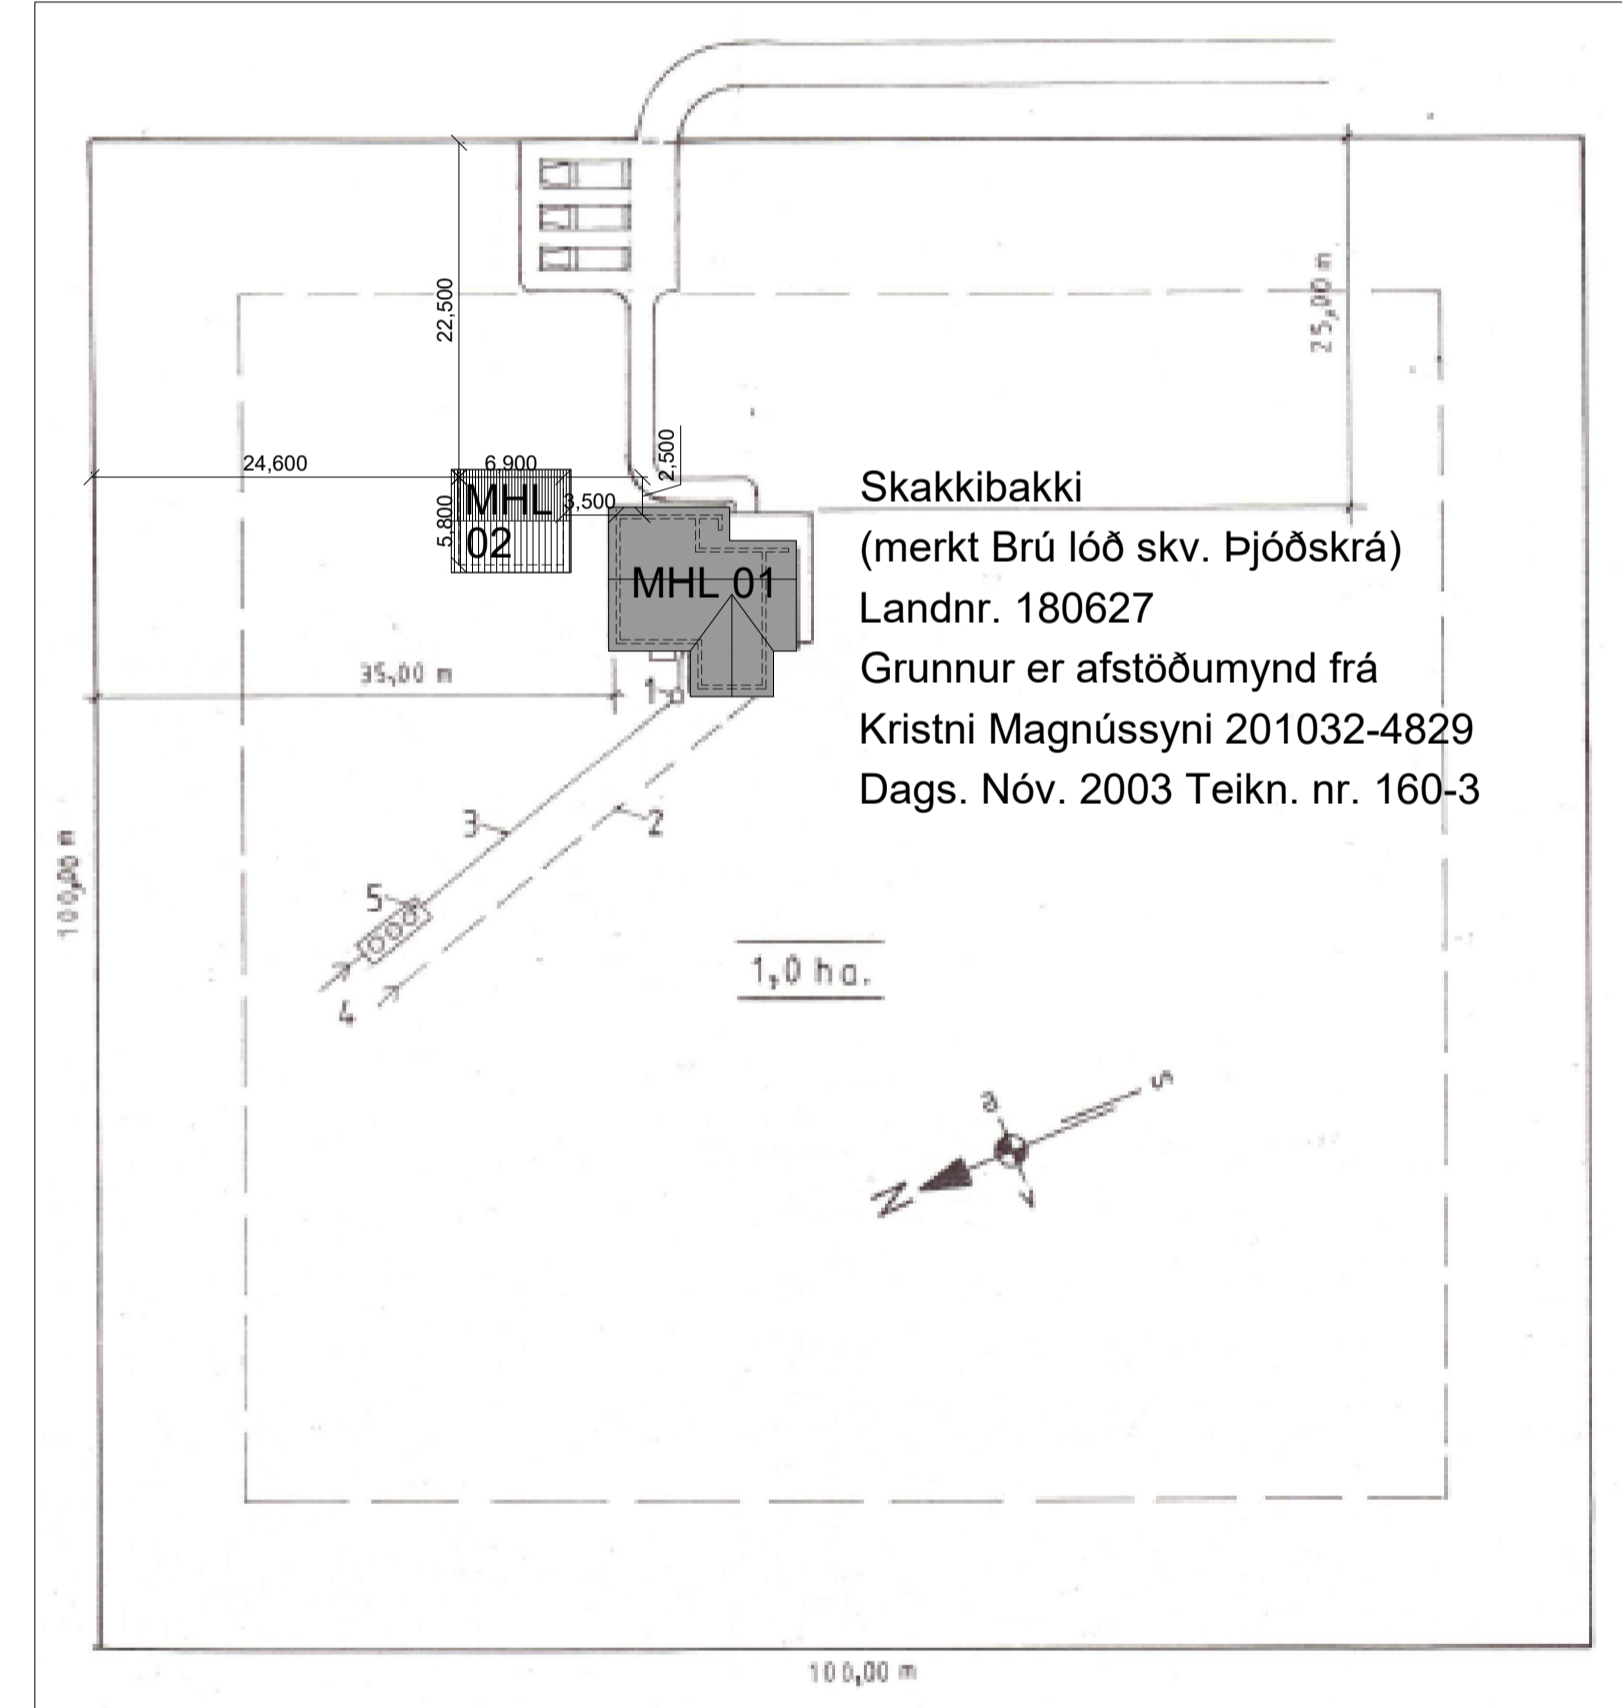 22,500
25,00 m
24,600
6,900
2,500
3,500
5,800
MHL
02
MHL 01
Skakkibakki
(merkt Brú lóð skv. Þjóðskrá)
Landnr. 180627
Grunnur er afstöðumynd frá
Kristni Magnússyni 201032-4829
Dags. Nóv. 2003 Teikn. nr. 160-3
35,00 m
1
2
3
5
4
100,00 m
1,0 ha.
S
a
v
N
100,00 m